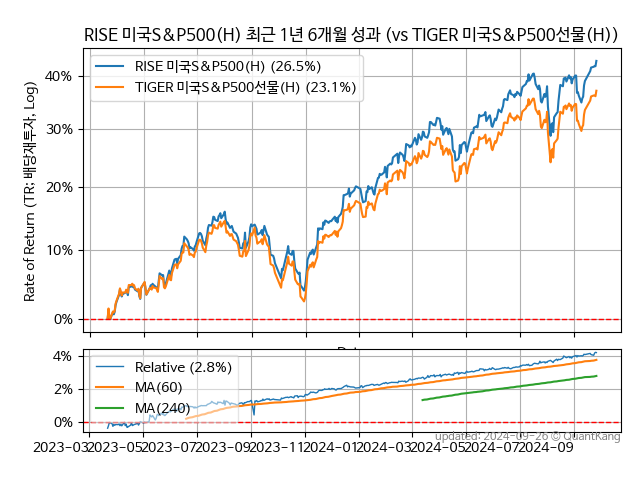 RISE 미국S&P500(H) 최근 1년 6개월 성과 (vs TIGER 미국S&P500선물(H))
RISE 미국S&P500(H) (26.5%)
TIGER 미국S&P500선물(H) (23.1%)
Rate of Return (TR: 배당재투자, Log)
40%
30%
20%
10%
0%
4%
2%
0%
Relative (2.8%)
MA(60)
MA(240)
2023-03 2023-05 2023-07 2023-09 2023-11 2024-01 2024-03 2024-05 2024-07 2024-09
updated: 2024-09-26 © QuantKang